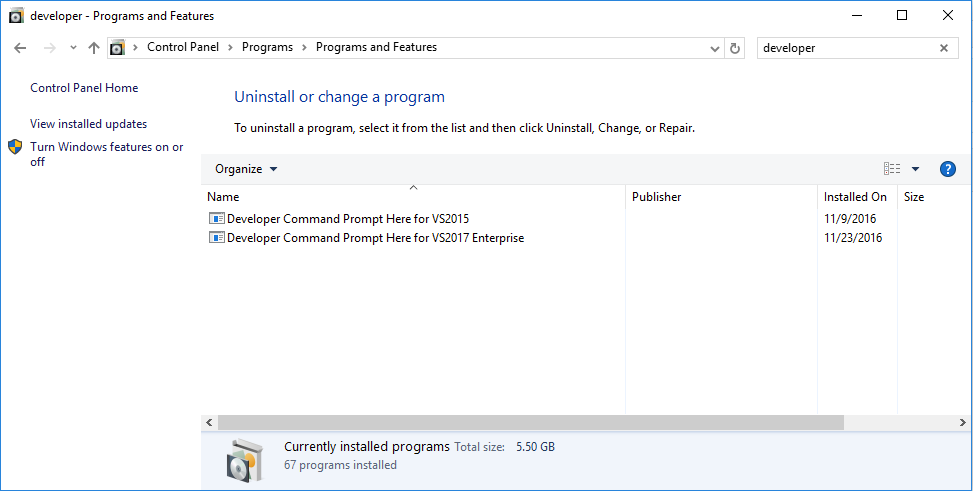 developer - Programs and Features
Control Panel > Programs > Programs and Features
developer
Control Panel Home
View installed updates
Turn Windows features on or
off
Uninstall or change a program
To uninstall a program, select it from the list and then click Uninstall, Change, or Repair.
Organize
Name Publisher Installed On Size
Developer Command Prompt Here for VS2015 11/9/2016
Developer Command Prompt Here for VS2017 Enterprise 11/23/2016
Currently installed programs Total size: 5.50 GB
67 programs installed